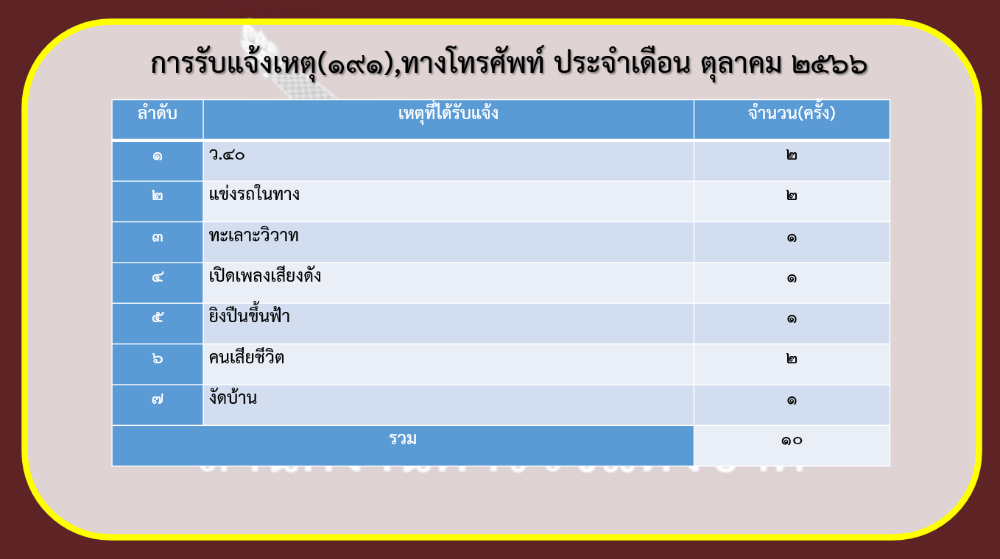 การรับแจ้งเหตุ(๑๙๑),ทางโทรศัพท์ ประจำเดือน ตุลาคม ๒๕๖๖
ลำดับ เหตุที่ได้รับแจ้ง จำนวน(ครั้ง)
๑ ว.๔๐ ๒
๒ แข่งรถในทาง ๒
๓ ทะเลาะวิวาท ๑
๔ เปิดเพลงเสียงดัง ๑
๕ ยิงปืนขึ้นฟ้า ๑
๖ คนเสียชีวิต ๒
๗ งัดบ้าน ๑
รวม ๑๐